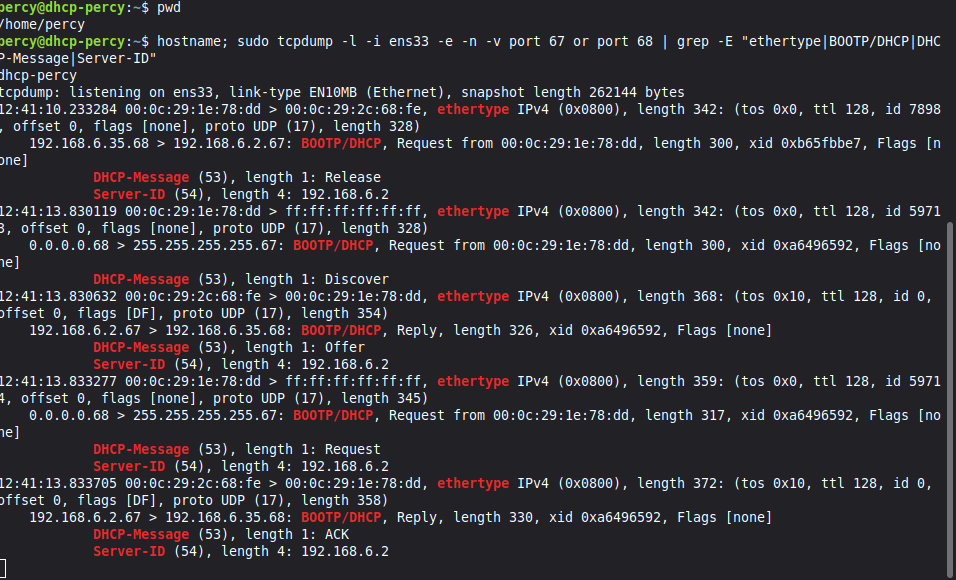 percy@dhcp-percy:~$ pwd
/home/percy
percy@dhcp-percy:~$ hostname; sudo tcpdump -l -i ens33 -e -n -v port 67 or port 68 | grep -E "ethertype|BOOTP/DHCP|DHC
P-Message|Server-ID"
dhcp-percy
tcpdump: listening on ens33, link-type EN10MB (Ethernet), snapshot length 262144 bytes
12:41:10.233284 00:0c:29:1e:78:dd > 00:0c:29:2c:68:fe, ethertype IPv4 (0x0800), length 342: (tos 0x0, ttl 128, id 7898
, offset 0, flags [none], proto UDP (17), length 328)
192.168.6.35.68 > 192.168.6.2.67: BOOTP/DHCP, Request from 00:0c:29:1e:78:dd, length 300, xid 0xb65fbbe7, Flags [n
one]
DHCP-Message (53), length 1: Release
Server-ID (54), length 4: 192.168.6.2
12:41:13.830119 00:0c:29:1e:78:dd > ff:ff:ff:ff:ff:ff, ethertype IPv4 (0x0800), length 342: (tos 0x0, ttl 128, id 5971
3, offset 0, flags [none], proto UDP (17), length 328)
0.0.0.0.68 > 255.255.255.255.67: BOOTP/DHCP, Request from 00:0c:29:1e:78:dd, length 300, xid 0xa6496592, Flags [no
ne]
DHCP-Message (53), length 1: Discover
12:41:13.830632 00:0c:29:2c:68:fe > 00:0c:29:1e:78:dd, ethertype IPv4 (0x0800), length 368: (tos 0x10, ttl 128, id 0,
offset 0, flags [DF], proto UDP (17), length 354)
192.168.6.2.67 > 192.168.6.35.68: BOOTP/DHCP, Reply, length 326, xid 0xa6496592, Flags [none]
DHCP-Message (53), length 1: Offer
Server-ID (54), length 4: 192.168.6.2
12:41:13.833277 00:0c:29:1e:78:dd > ff:ff:ff:ff:ff:ff, ethertype IPv4 (0x0800), length 359: (tos 0x0, ttl 128, id 5971
4, offset 0, flags [none], proto UDP (17), length 345)
0.0.0.0.68 > 255.255.255.255.67: BOOTP/DHCP, Request from 00:0c:29:1e:78:dd, length 317, xid 0xa6496592, Flags [no
ne]
DHCP-Message (53), length 1: Request
Server-ID (54), length 4: 192.168.6.2
12:41:13.833705 00:0c:29:2c:68:fe > 00:0c:29:1e:78:dd, ethertype IPv4 (0x0800), length 372: (tos 0x10, ttl 128, id 0,
offset 0, flags [DF], proto UDP (17), length 358)
192.168.6.2.67 > 192.168.6.35.68: BOOTP/DHCP, Reply, length 330, xid 0xa6496592, Flags [none]
DHCP-Message (53), length 1: ACK
Server-ID (54), length 4: 192.168.6.2